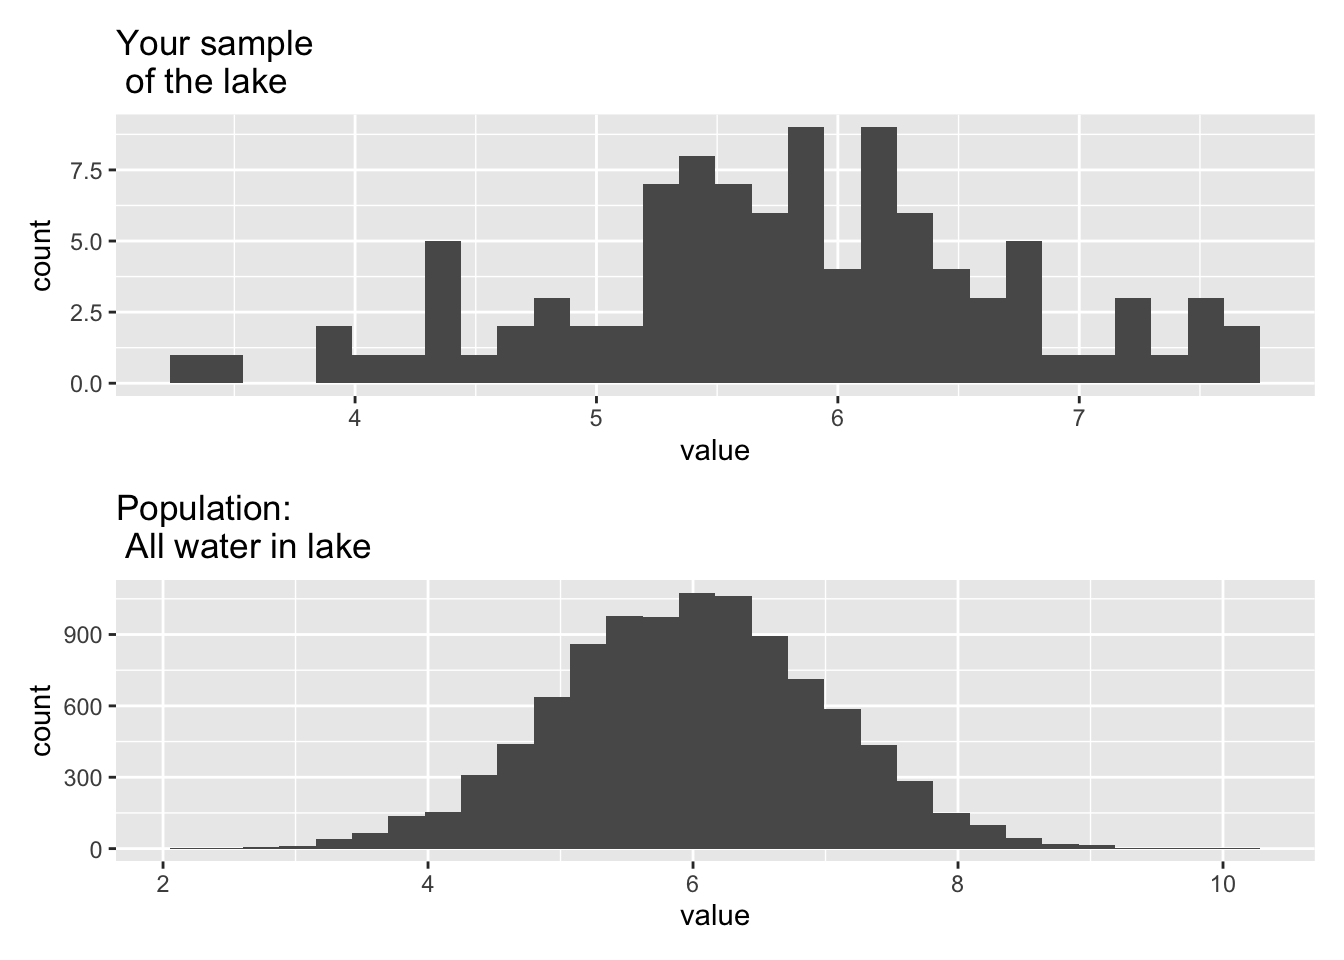 Your sample
of the lake
7.5
5.0
2.5
0.0
count
4 5 6 7
value
Population:
All water in lake
900
600
300
0
count
2 4 6 8 10
value